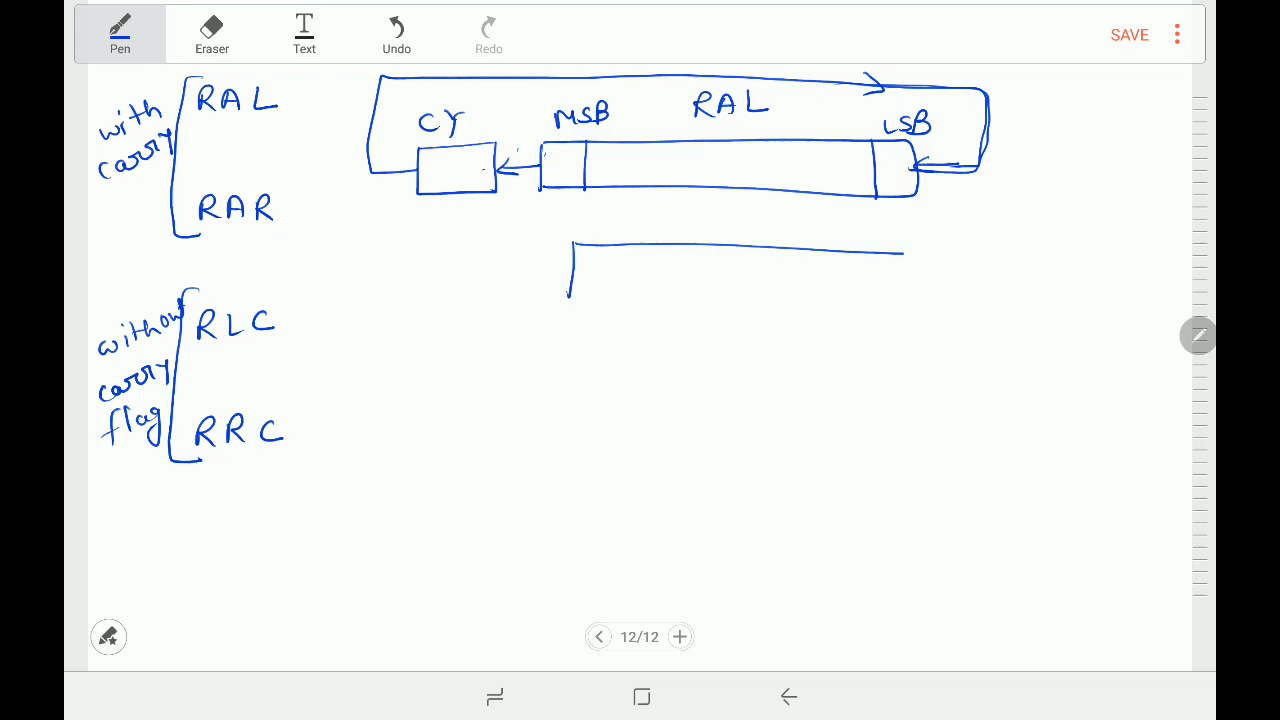 Pen
Eraser
Text
Undo
Redo
SAVE
with
carry
RAL
RAR
CY
MSB
RAL
LSB
without
carry
flag
RLC
RRC
12/12